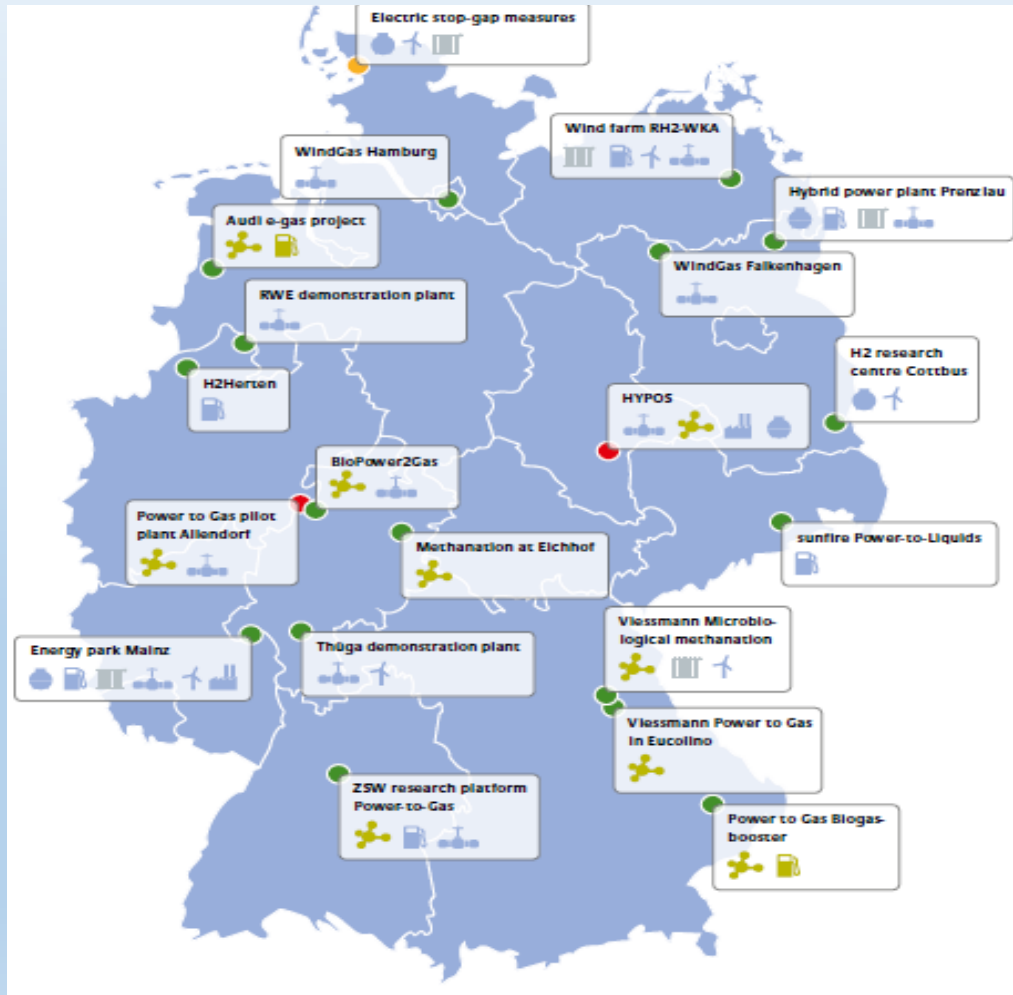 Electric stop-gap measures
Wind farm RH2-WKA
WindGas Hamburg
Hybrid power plant Prenzlau
Audi e-gas project
WindGas Falkenhagen
RWE demonstration plant
H2 research
centre Cottbus
H2Herten
HYPOS
BioPower2Gas
Power to Gas pilot
plant Allendorf
Methanation at Eichhof
sunfire Power-to-Liquids
Viessmann Microbio-
logical methanation
Energy park Mainz
Thüga demonstration plant
Viessmann Power to Gas
in Eucolino
ZSW research platform
Power-to-Gas
Power to Gas Biogas-
booster